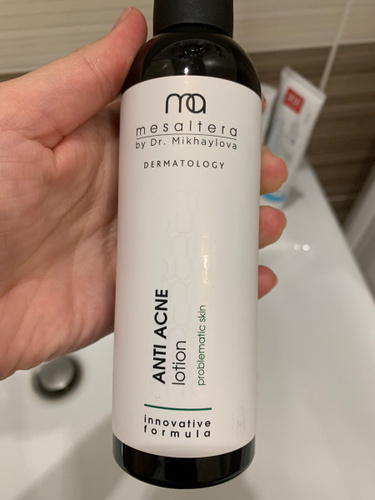 ma
mesaltera
by Dr. Mikhaylova
DERMATOLOGY
ANTI ACNE
lotion
problematic skin
innovative
formula